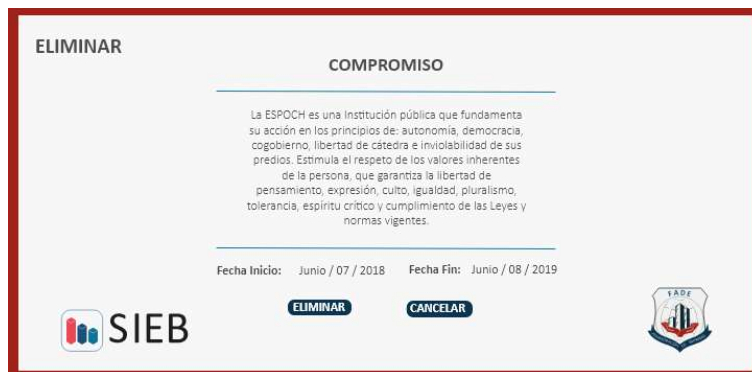 ELIMINAR
COMPROMISO
La ESPOCH es una Institución pública que fundamenta
su acción en los principios de: autonomía, democracia,
cogobierno, libertad de cátedra e inviolabilidad de sus
predios. Estimula el respeto de los valores inherentes
de la persona, que garantiza la libertad de
pensamiento, expresión, culto, igualdad, pluralismo,
tolerancia, espíritu crítico y cumplimiento de las Leyes y
normas vigentes.
Fecha Inicio: Junio / 07 / 2018 Fecha Fin: Junio / 08 / 2019
ELIMINAR CANCELAR
SIEB
FADE